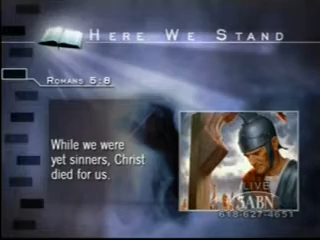 Here We Stand
Romans 5:8
While we were
yet sinners, Christ
died for us.
LIVE
3ABN
618-627-4651